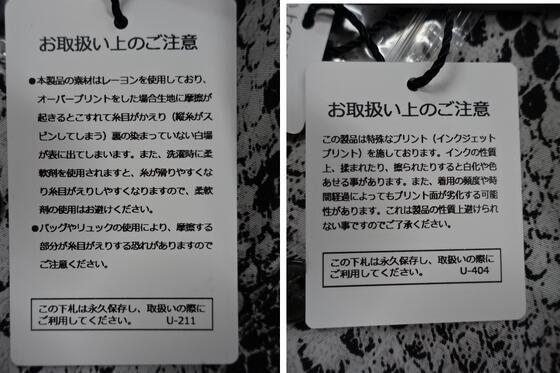 お取扱い上のご注意
●本製品の素材はレーヨンを使用しており、
オーバープリントをした場合生地に摩擦が
起きるとこすれて糸目がかえり（縦糸がス
ピンしてしまう）裏の染まっていない白場
が表に出てしまいます。また、洗濯時に柔
軟剤を使用されますと、糸が滑りやすくな
り糸目がえりしやすくなりますので、柔軟
剤の使用はお避けください。
●バッグやリュックの使用により、摩擦する
部分が糸目がえりする恐れがありますので
ご注意ください。
この下札は永久保存し、取扱いの際に
ご利用してください。 U-211
お取扱い上のご注意
この製品は特殊なプリント（インクジェット
プリント）を施しております。インクの性質
上、揉まれたり、擦られたりすると白化や色
あせる事があります。また、着用の頻度や時
間経過によってもプリント面が劣化する可能
性があります。これは製品の性質上避けられ
ない事ですのでご了承ください。
この下札は永久保存し、取扱いの際に
ご利用してください。 U-404